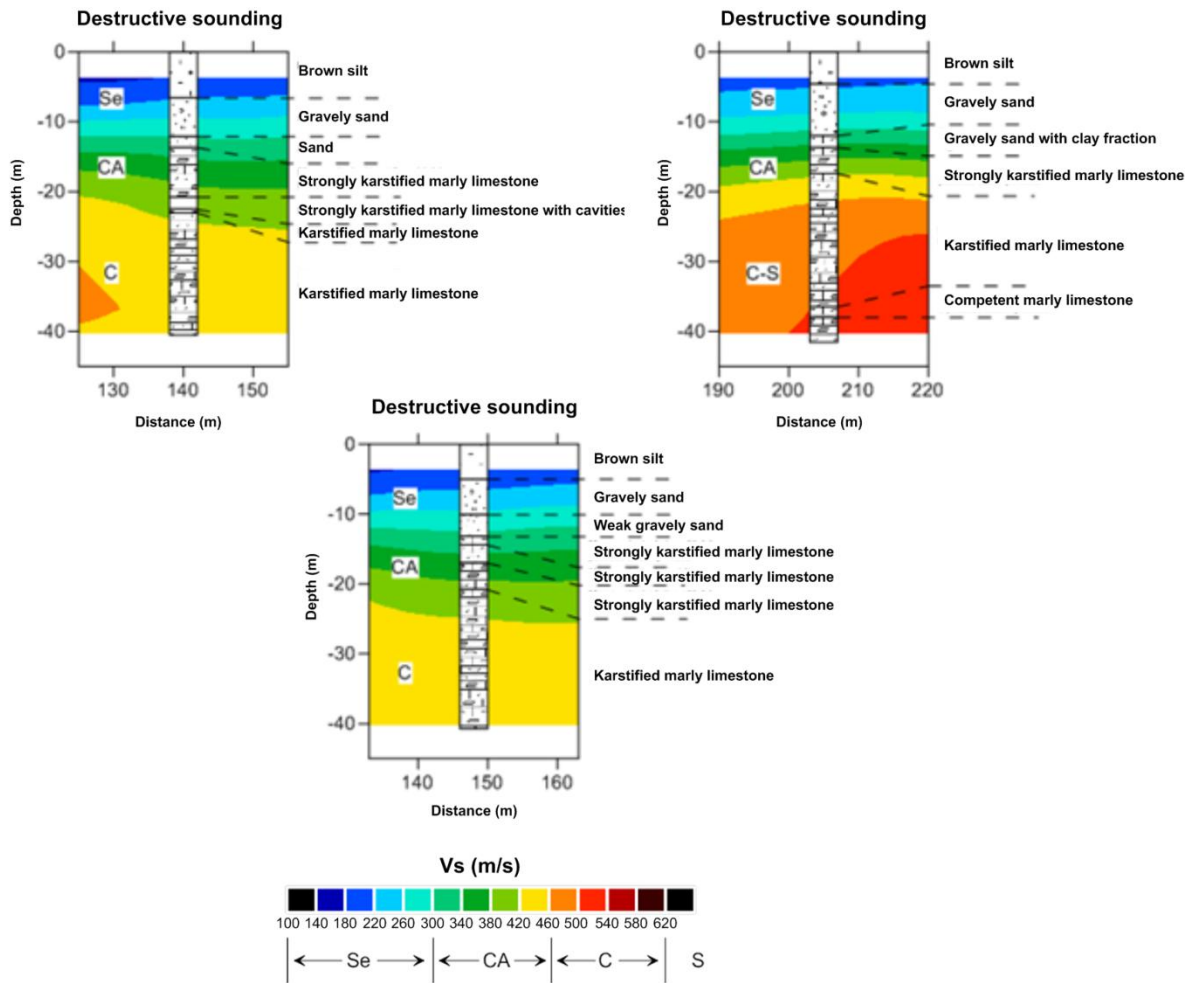 Destructive sounding
0
-10
-20
-30
-40
Depth (m)
Se
CA
C
130 140 150
Distance (m)
Brown silt
Gravely sand
Sand
Strongly karstified marly limestone
Strongly karstified marly limestone with cavities
Karstified marly limestone
Karstified marly limestone
Destructive sounding
0
-10
-20
-30
-40
Depth (m)
Se
CA
C-S
190 200 210 220
Distance (m)
Brown silt
Gravely sand
Gravely sand with clay fraction
Strongly karstified marly limestone
Karstified marly limestone
Competent marly limestone
Destructive sounding
0
-10
-20
-30
-40
Depth (m)
Se
CA
C
140 150 160
Distance (m)
Brown silt
Gravely sand
Weak gravely sand
Strongly karstified marly limestone
Strongly karstified marly limestone
Strongly karstified marly limestone
Karstified marly limestone
Vs (m/s)
100 140 180 220 260 300 340 380 420 460 500 540 580 620
Se CA C S